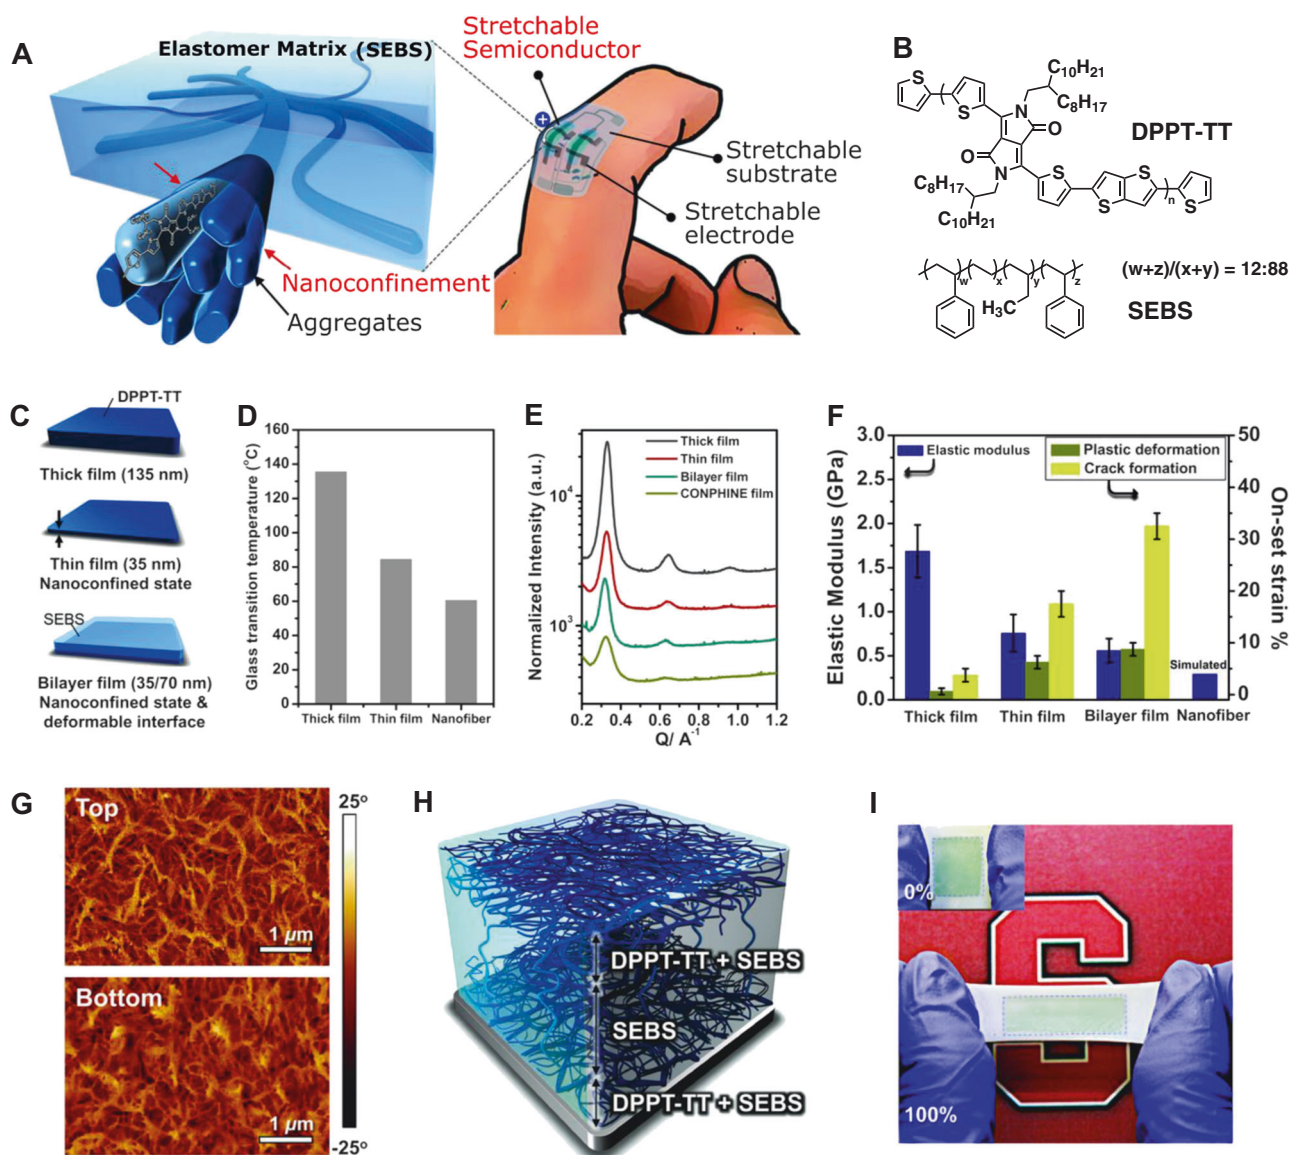 A
Elastomer Matrix (SEBS)
Stretchable
Semiconductor
+
Stretchable
substrate
Stretchable
electrode
Nanoconfinement
Aggregates
B
C10H21
C8H17
S
S
N
O
DPPT-TT
O
N
C8H17
C10H21
S
S
S
n
S
w
x
y
z
H3C
(w+z)/(x+y) = 12:88
SEBS
C
DPPT-TT
Thick film (135 nm)
Thin film (35 nm)
Nanoconfined state
SEBS
Bilayer film (35/70 nm)
Nanoconfined state &
deformable interface
D
Glass transition temperature (°C)
160
140
120
100
80
60
40
20
0
Thick film
Thin film
Nanofiber
E
Normalized Intensity (a.u.)
10^4
10^3
Thick film
Thin film
Bilayer film
CONPHINE film
0.2 0.4 0.6 0.8 1.0 1.2
Q/ A^-1
F
Elastic Modulus (GPa)
3.0
2.5
2.0
1.5
1.0
0.5
0.0
Elastic modulus
Plastic deformation
Crack formation
Simulated
50
40
30
20
10
0
On-set strain %
Thick film
Thin film
Bilayer film
Nanofiber
G
Top
1 µm
Bottom
1 µm
25°
-25°
H
DPPT-TT + SEBS
SEBS
DPPT-TT + SEBS
I
0%
100%